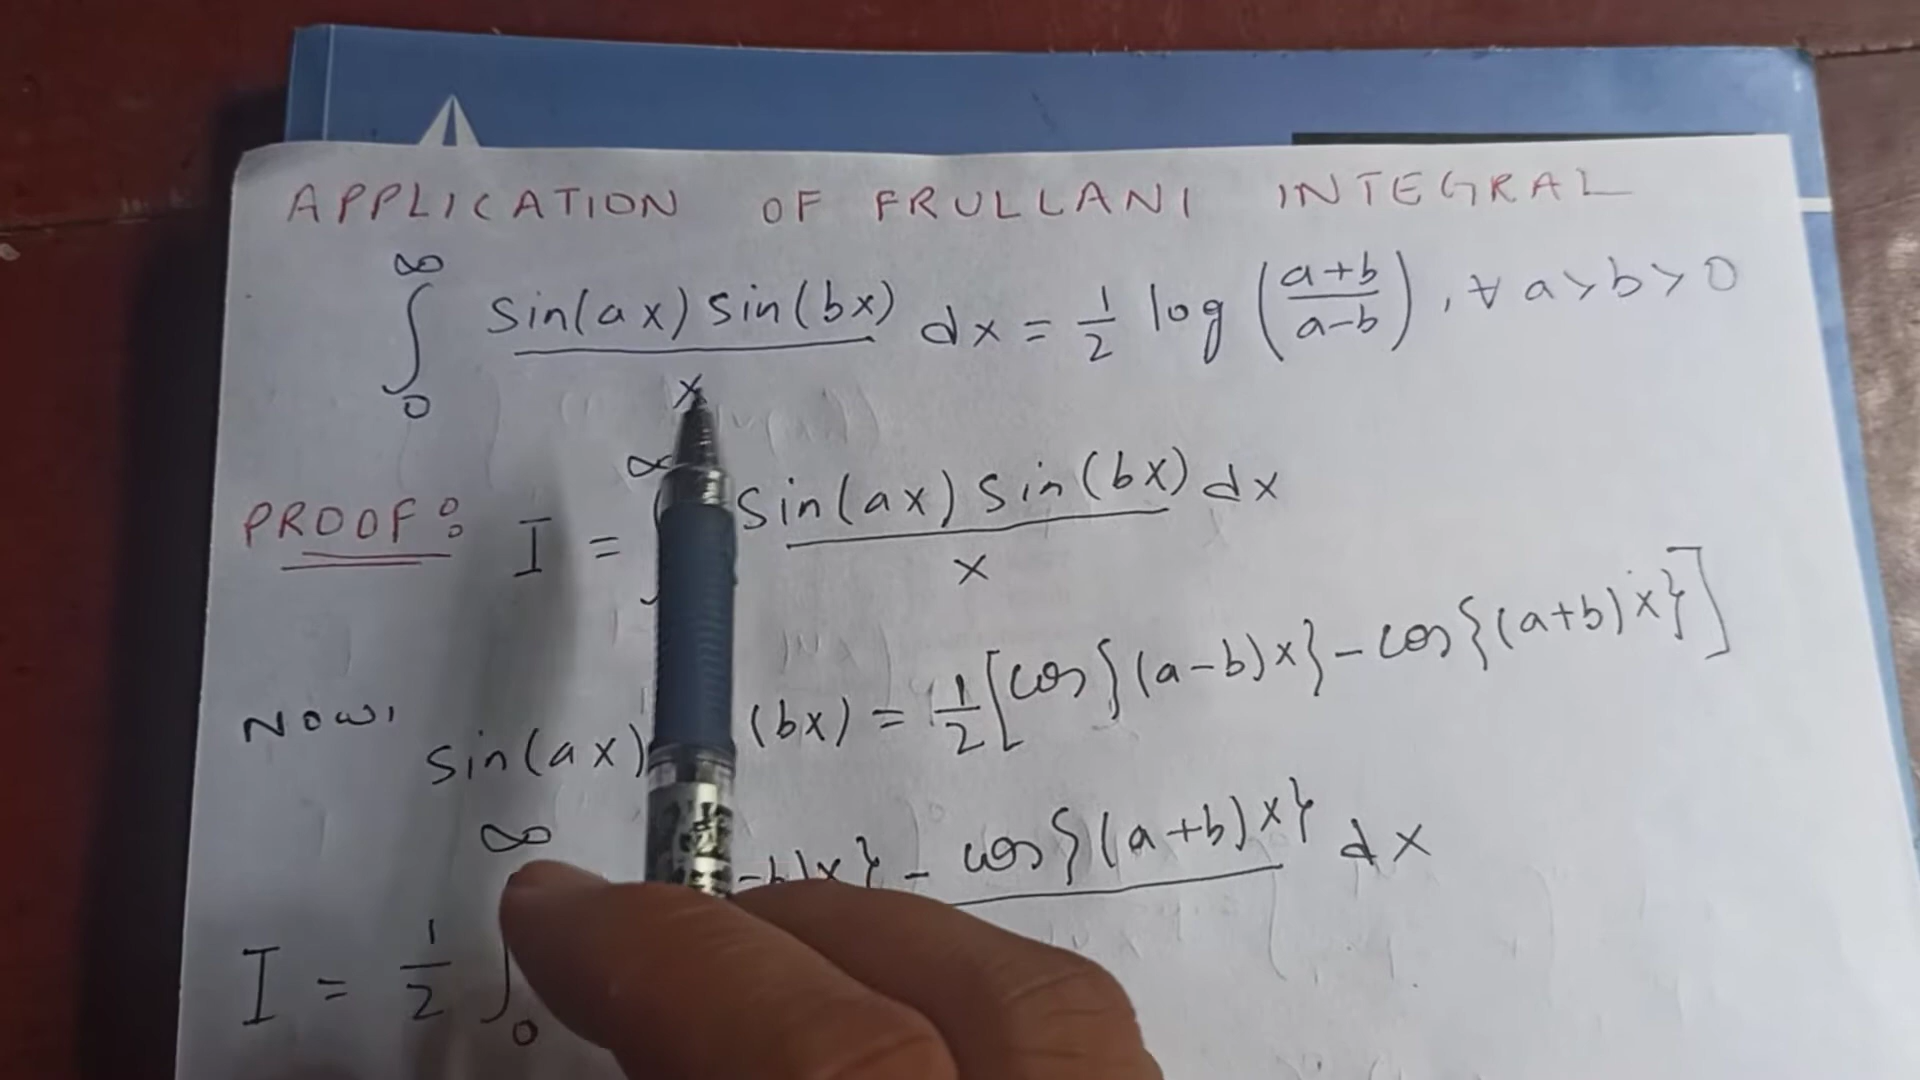 APPLICATION OF FRULLANI INTEGRAL
∞ ∫ 0 sin(ax) sin(bx) / x dx = 1/2 log ((a+b)/(a-b)), ∀ a > b > 0
PROOF: I = ∞ ∫ sin(ax) sin(bx) / x dx
NOW, sin(ax) (bx) = 1/2 [cos{(a-b)x} - cos{(a+b)x}]
I = 1/2 ∞ ∫ 0 -b)x} - cos{(a+b)x} dx